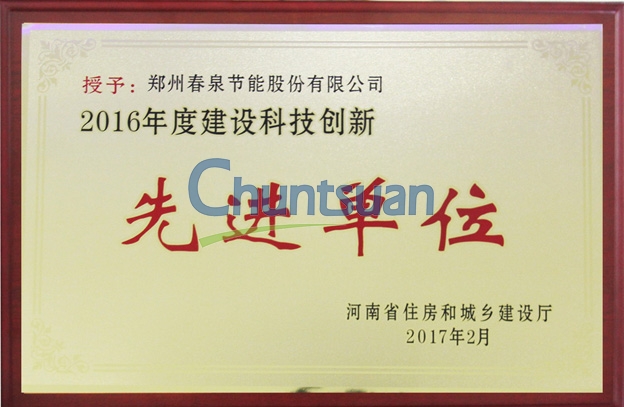 授予：郑州春泉节能股份有限公司
2016年度建设科技创新
Chuntsuan
先进单位
河南省住房和城乡建设厅
2017年2月